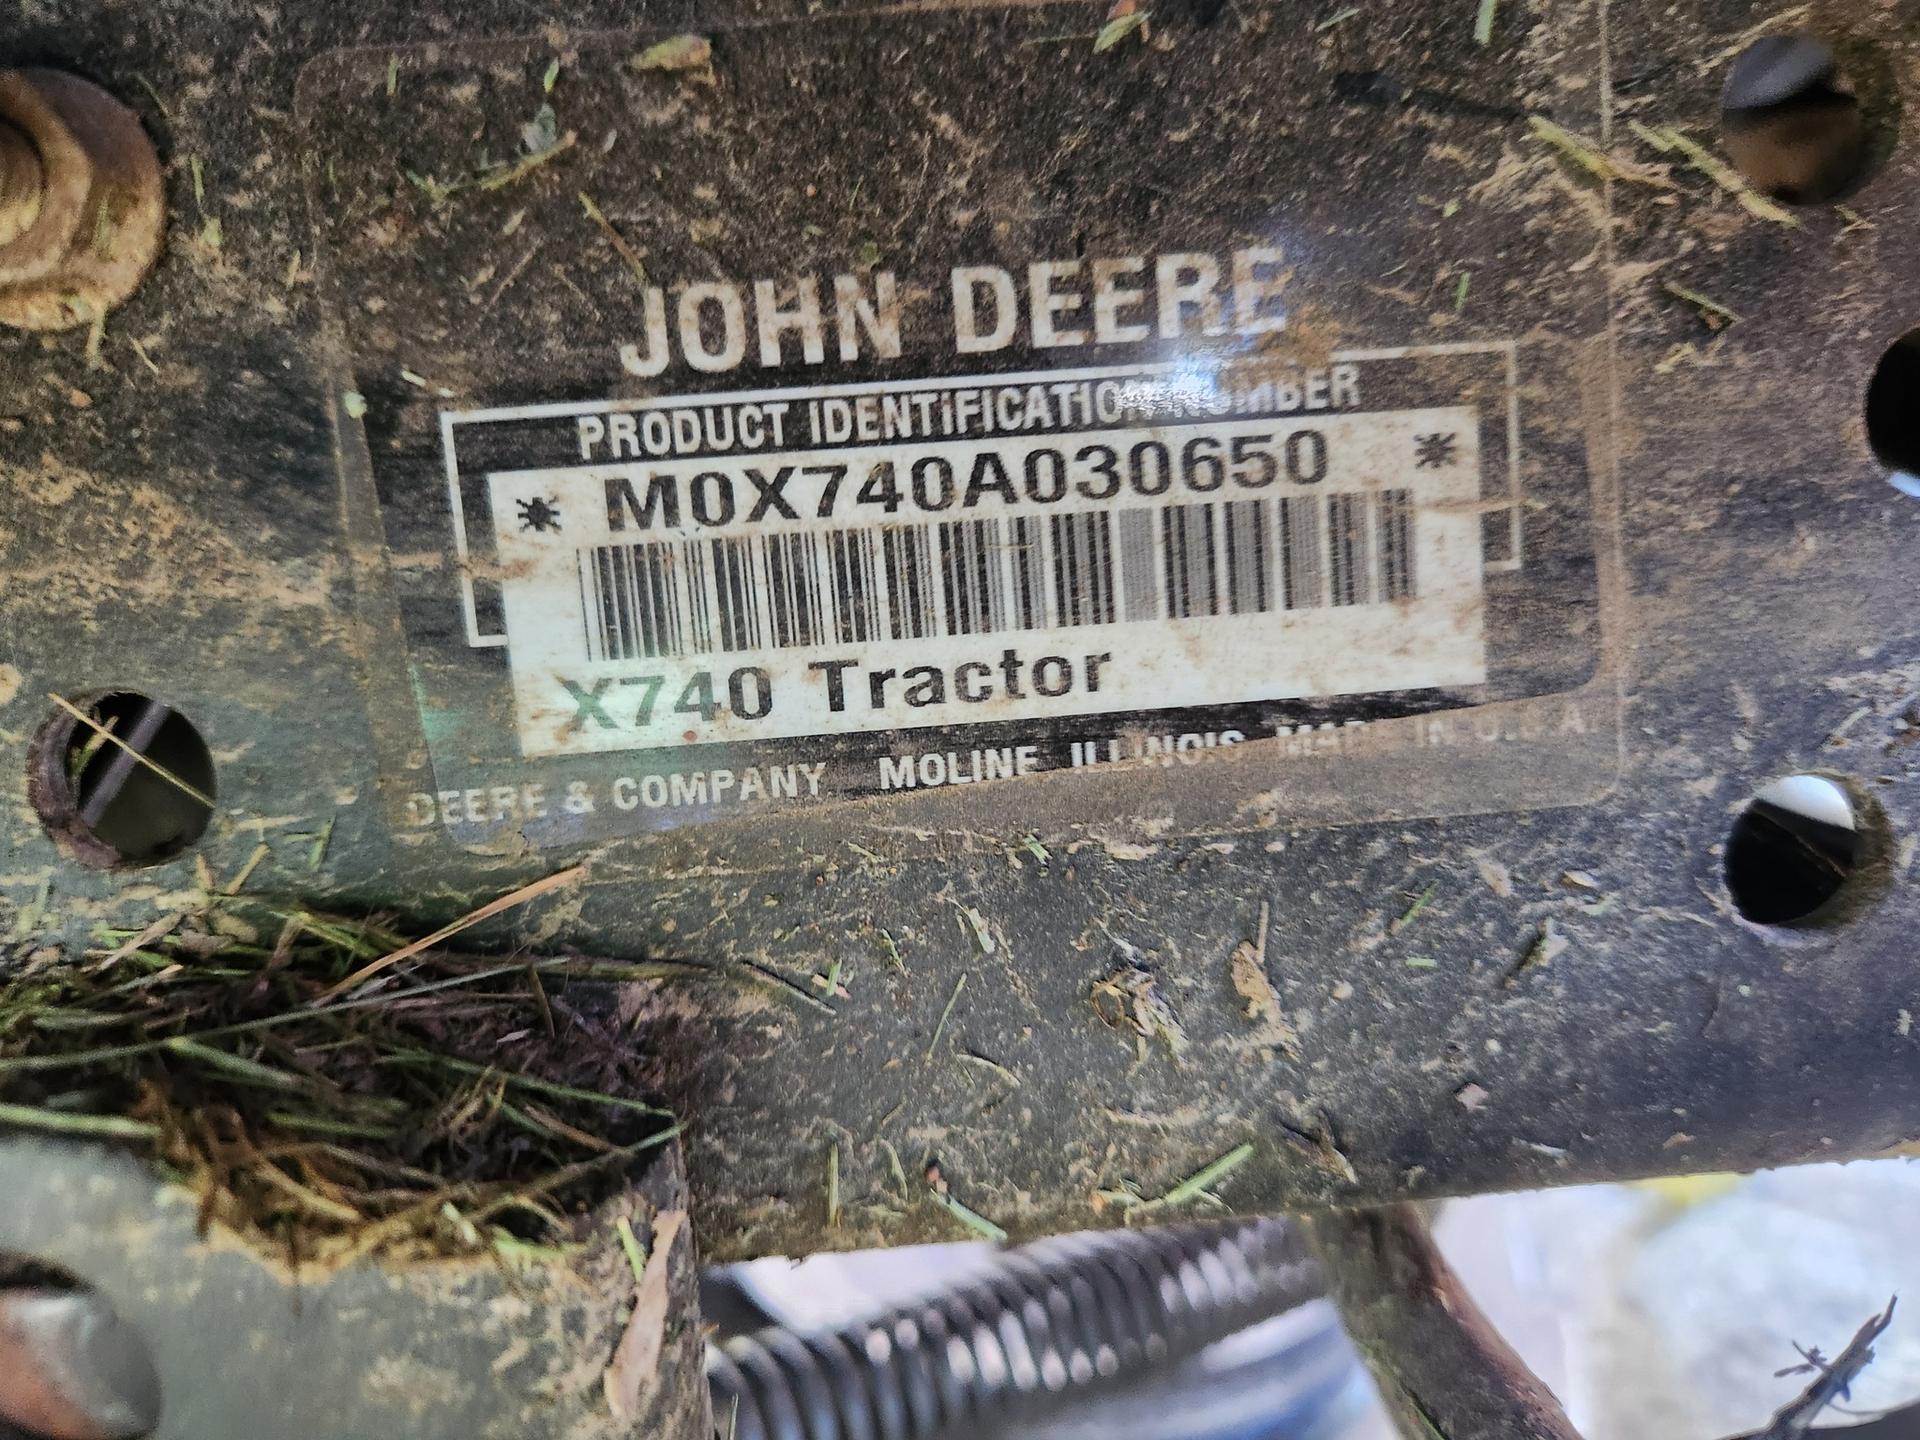 JOHN DEERE
PRODUCT IDENTIFICATION NUMBER
* M0X740A030650 *
X740 Tractor
DEERE & COMPANY MOLINE ILLINOIS MADE IN U.S.A.